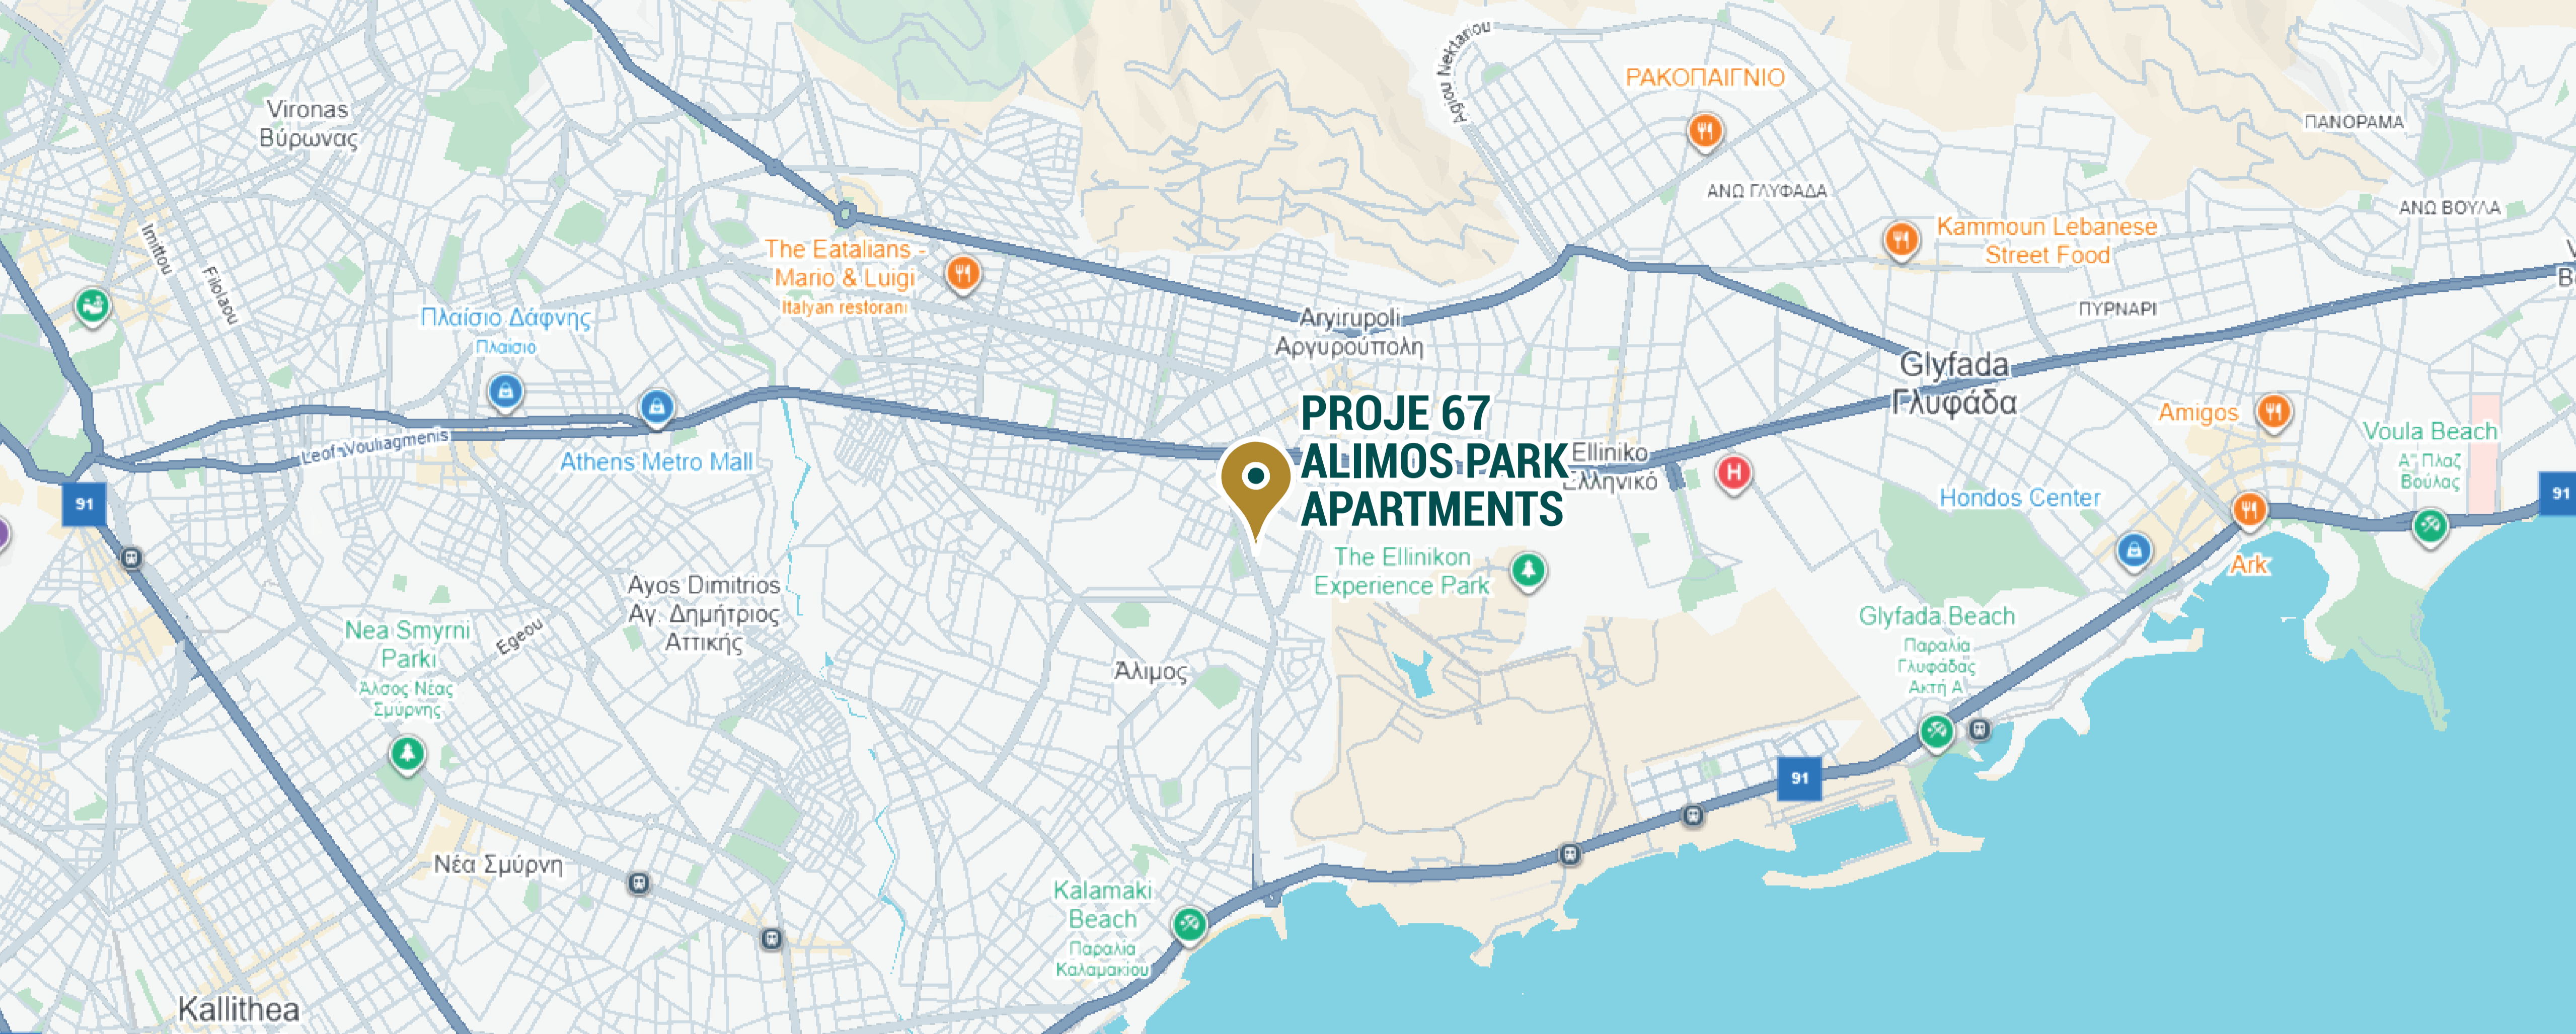 Agiou Nektariou
ΡΑΚΟΠΑΙΓΝΙΟ
Vironas
Βύρωνας
ΠΑΝΟΡΑΜΑ
ΑΝΩ ΓΛΥΦΑΔΑ
ΑΝΩ ΒΟΥΛΑ
Imittou
Filolaou
The Eatalians -
Mario & Luigi
Italyan restoranı
Kammoun Lebanese
Street Food
Πλαίσιο Δάφνης
Πλαίσιο
Aryirupoli
Αργυρούπολη
ΠΥΡΝΑΡΙ
Glyfada
Γλυφάδα
PROJE 67
ALIMOS PARK
APARTMENTS
Leof. Vouliagmenis
Athens Metro Mall
Elliniko
Ελληνικό
H
Amigos
Voula Beach
Α" Πλαζ
Βούλας
91
91
Hondos Center
Ark
The Ellinikon
Experience Park
Ayos Dimitrios
Αγ. Δημήτριος
Αττικής
Egeou
Nea Smyrni
Parkı
Άλσος Νέας
Σμύρνης
Άλιμος
Glyfada Beach
Παραλία
Γλυφάδας
Ακτή Α
91
Νέα Σμύρνη
Kalamaki
Beach
Παραλία
Καλαμακίου
Kallithea